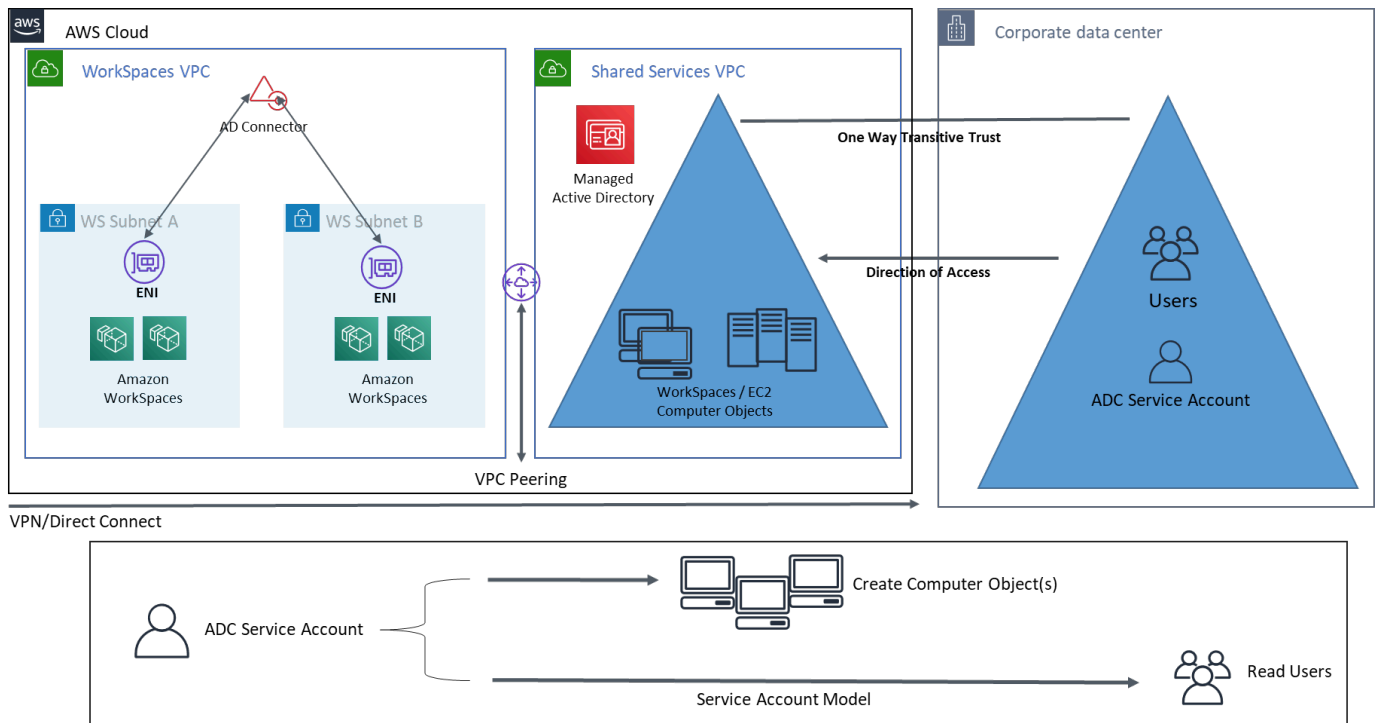 aws
AWS Cloud
WorkSpaces VPC
AD Connector
WS Subnet A
ENI
Amazon
WorkSpaces
WS Subnet B
ENI
Amazon
WorkSpaces
VPC Peering
Shared Services VPC
Managed
Active Directory
WorkSpaces / EC2
Computer Objects
One Way Transitive Trust
Direction of Access
Corporate data center
Users
ADC Service Account
VPN/Direct Connect
ADC Service Account
Create Computer Object(s)
Read Users
Service Account Model